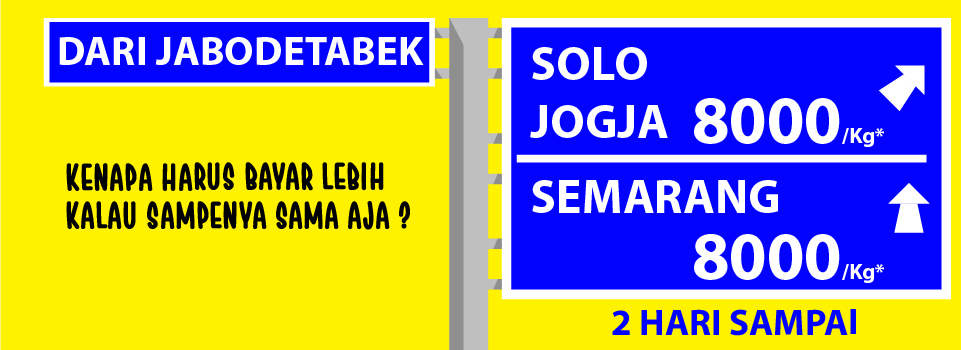 DARI JABODETABEK
KENAPA HARUS BAYAR LEBIH
KALAU SAMPENYA SAMA AJA ?
SOLO
JOGJA 8000/Kg*
SEMARANG
8000/Kg*
2 HARI SAMPAI